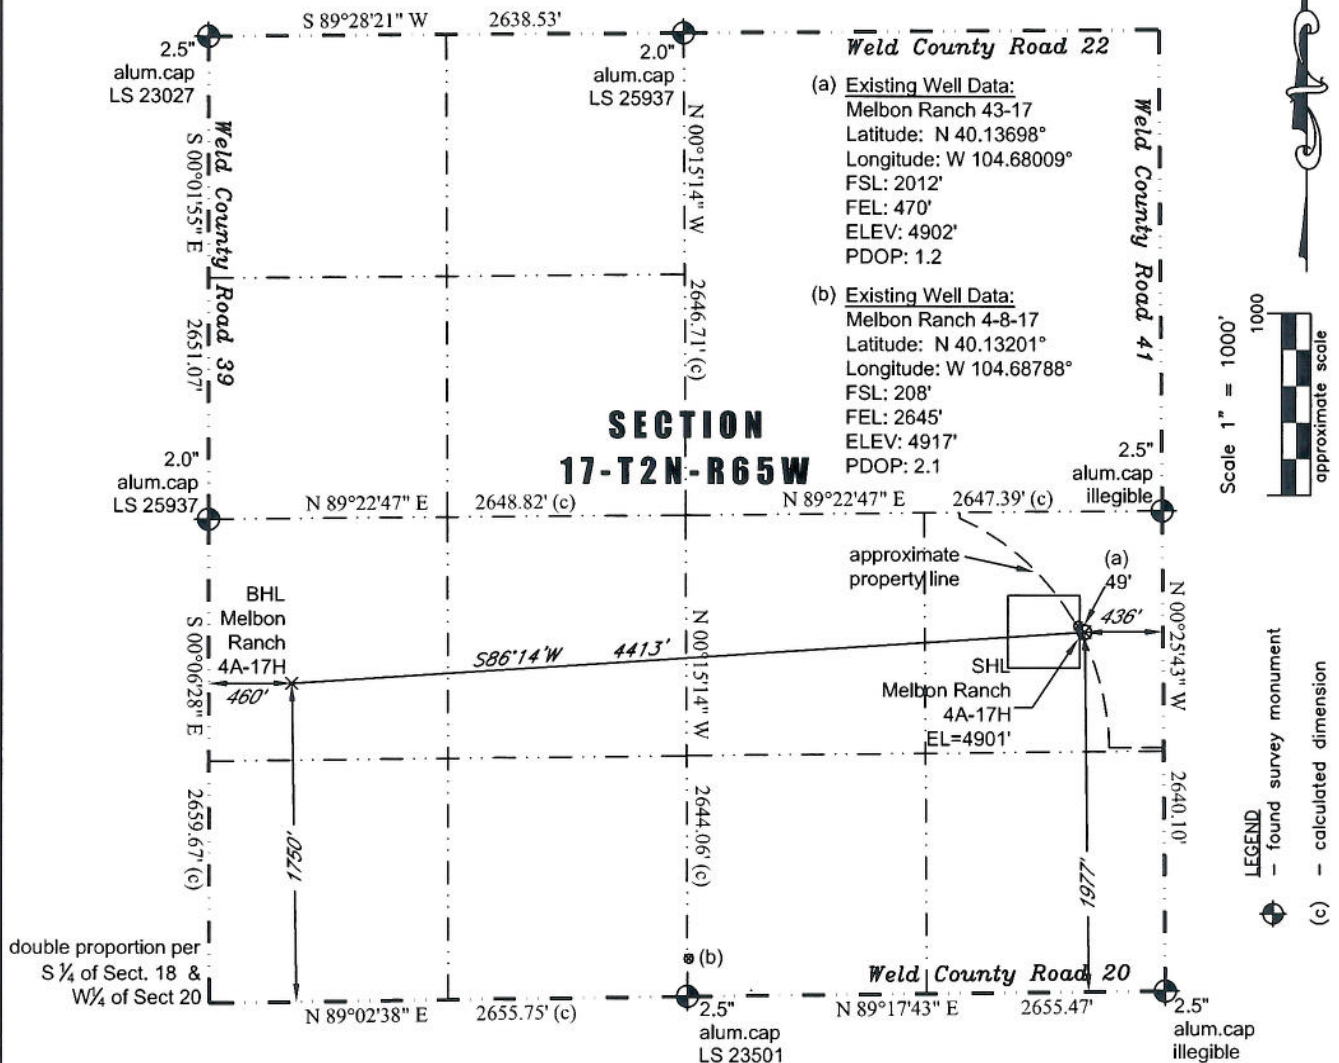 S 89°28'21" W 2638.53'
2.5"
alum.cap
LS 23027
2.0"
alum.cap
LS 25937
Weld County Road 22
(a) Existing Well Data:
Melbon Ranch 43-17
Latitude: N 40.13698°
Longitude: W 104.68009°
FSL: 2012'
FEL: 470'
ELEV: 4902'
PDOP: 1.2
(b) Existing Well Data:
Melbon Ranch 4-8-17
Latitude: N 40.13201°
Longitude: W 104.68788°
FSL: 208'
FEL: 2645'
ELEV: 4917'
PDOP: 2.1
Weld County Road 39
S 00°01'55" E 2651.07'
N 00°15'14" W 2646.71' (c)
Weld County Road 41
Scale 1" = 1000'
1000
approximate scale
SECTION
17-T2N-R65W
2.0"
alum.cap
LS 25937
2.5"
alum.cap
illegible
N 89°22'47" E 2648.82' (c)
N 89°22'47" E 2647.39' (c)
approximate
property line
(a)
49'
436'
BHL
Melbon
Ranch
4A-17H
460'
S86°14'W 4413'
SHL
Melbon Ranch
4A-17H
EL=4901'
S 00°06'28" E 2659.67' (c)
N 00°15'14" W 2644.06' (c)
N 00°25'43" W 2640.10'
1750'
1977'
LEGEND
- found survey monument
(c) - calculated dimension
double proportion per
S ¼ of Sect. 18 &
W¼ of Sect 20
(b)
Weld County Road 20
N 89°02'38" E 2655.75' (c)
N 89°17'43" E 2655.47'
2.5"
alum.cap
LS 23501
2.5"
alum.cap
illegible